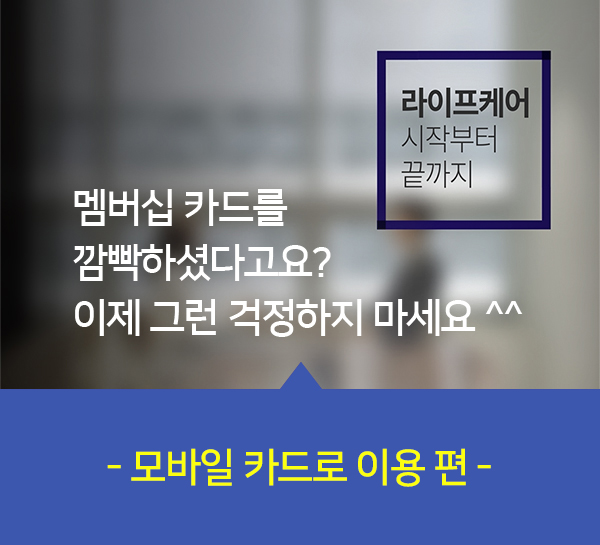 라이프케어
시작부터
끝까지
멤버십 카드를
깜빡하셨다고요?
이제 그런 걱정하지 마세요 ^^
- 모바일 카드로 이용 편 -